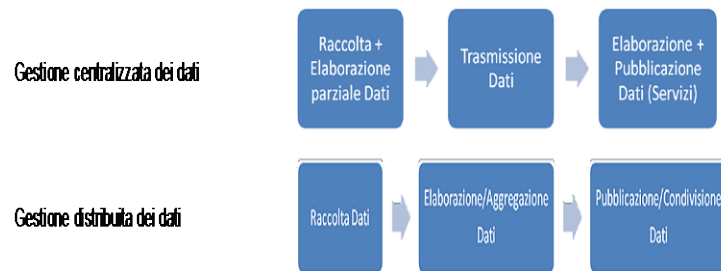 Gestione centralizzata dei dati
Raccolta +
Elaborazione
parziale Dati
Trasmissione
Dati
Elaborazione +
Pubblicazione
Dati (Servizi)
Gestione distribuita dei dati
Raccolta Dati
Elaborazione/Aggregazione
Dati
Pubblicazione/Condivisione
Dati